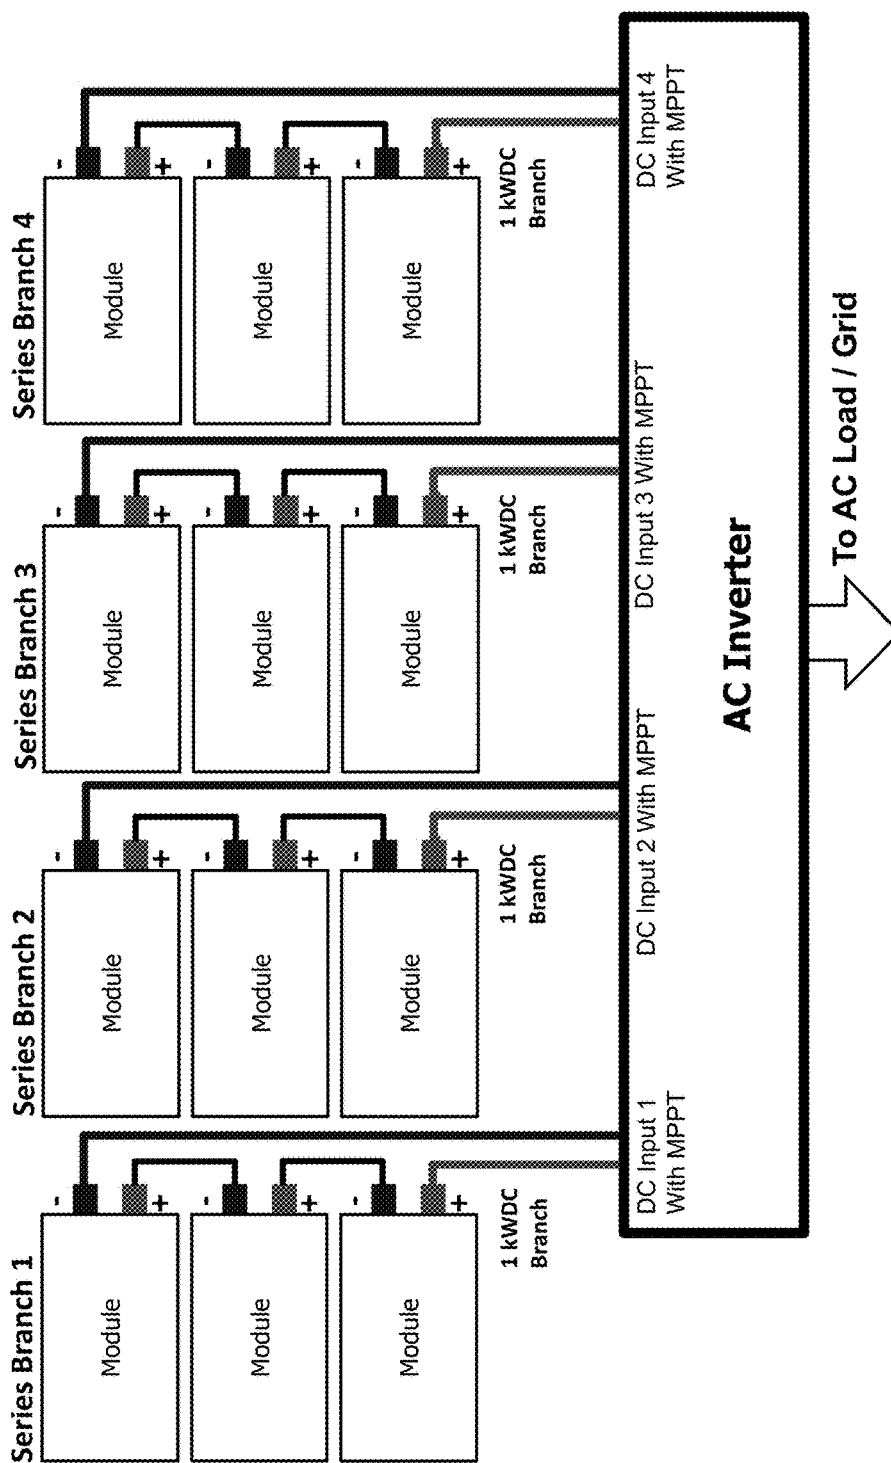 Series Branch 1
-
+
Module
-
+
Module
-
+
Module
1 kWDC
Branch
Series Branch 2
-
+
Module
-
+
Module
-
+
Module
1 kWDC
Branch
Series Branch 3
-
+
Module
-
+
Module
-
+
Module
1 kWDC
Branch
Series Branch 4
-
+
Module
-
+
Module
-
+
Module
1 kWDC
Branch
DC Input 1
With MPPT
DC Input 2 With MPPT
DC Input 3 With MPPT
DC Input 4
With MPPT
AC Inverter
To AC Load / Grid